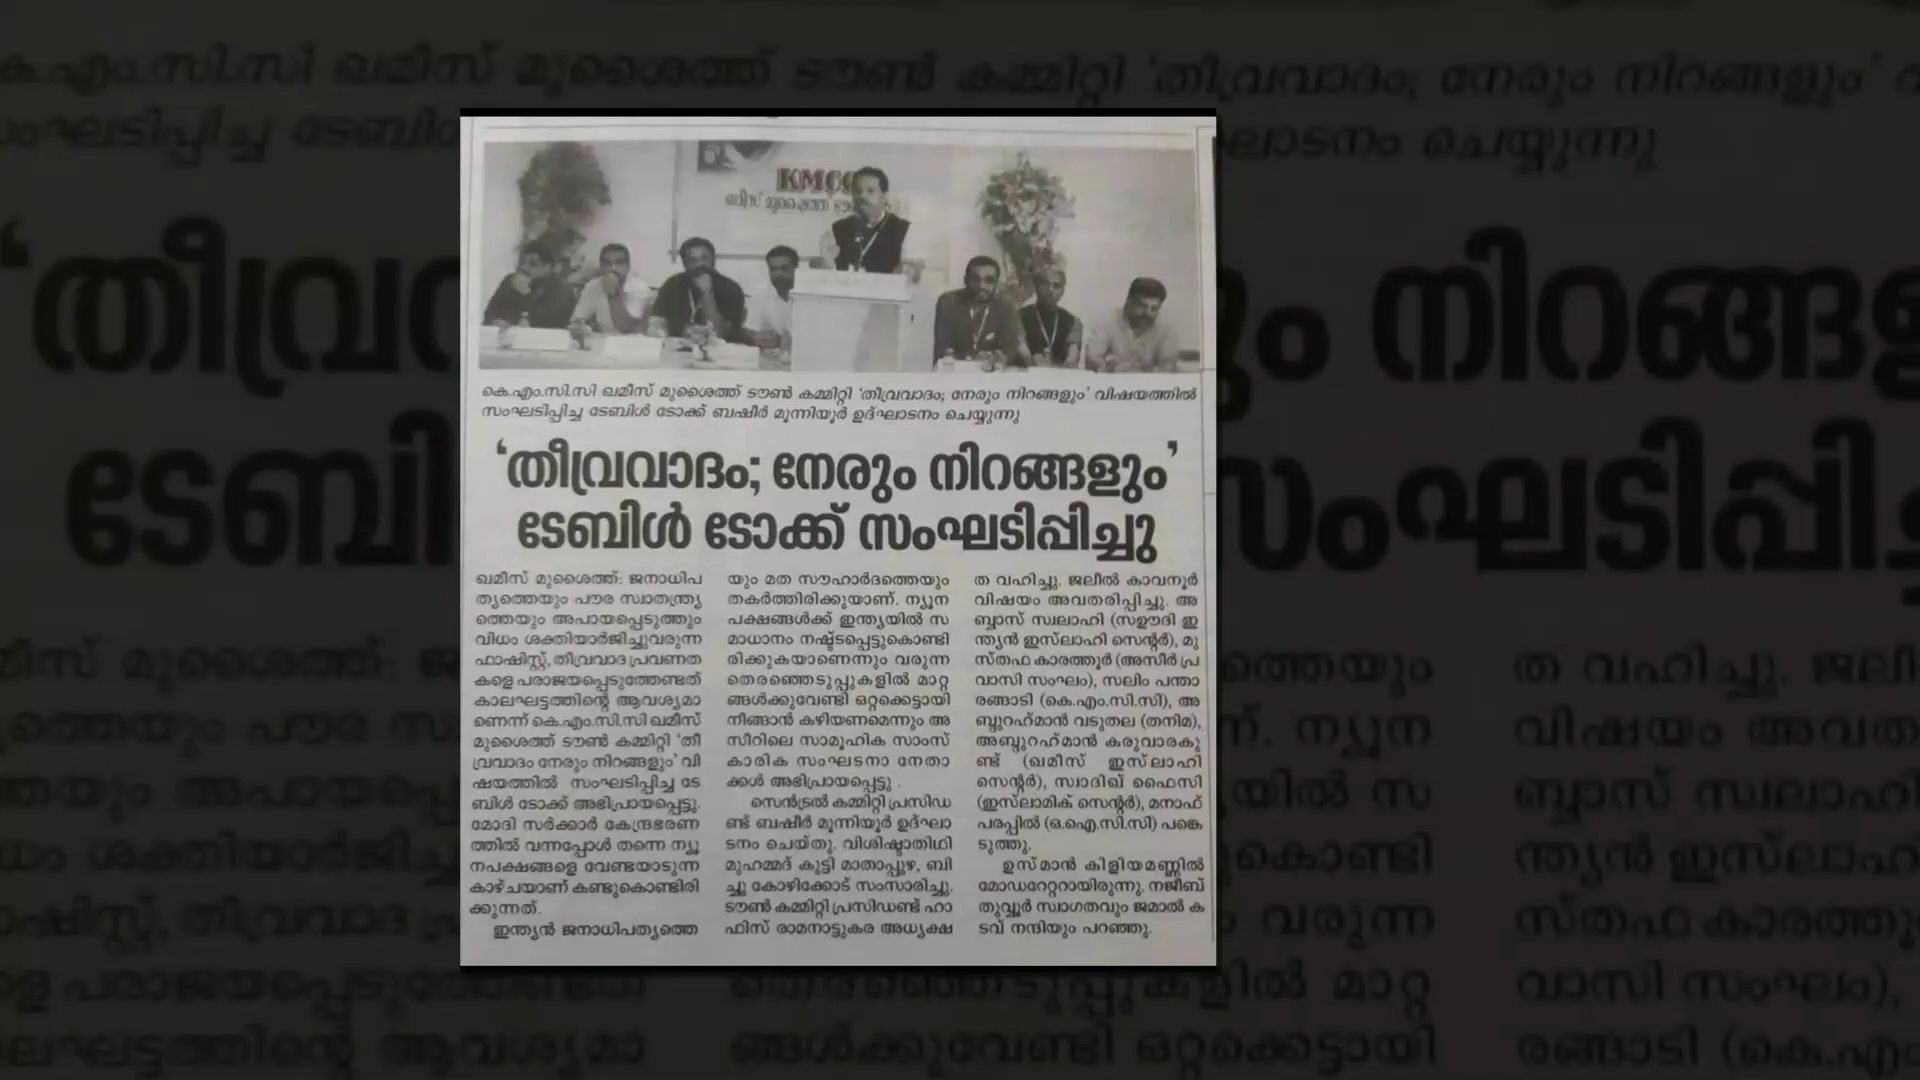 KMCC
ഖമീസ് മുശൈത്ത് ടൗൺ
കെ.എം.സി.സി ഖമീസ് മുശൈത്ത് ടൗൺ കമ്മിറ്റി 'തീവ്രവാദം; നേരും നിറങ്ങളും' വിഷയത്തിൽ
സംഘടിപ്പിച്ച ടേബിൾ ടോക്ക് ബഷീർ മൂന്നിയൂർ ഉദ്ഘാടനം ചെയ്യുന്നു
'തീവ്രവാദം; നേരും നിറങ്ങളും'
ടേബിൾ ടോക്ക് സംഘടിപ്പിച്ചു
ഖമീസ് മുശൈത്ത്: ജനാധിപ
ത്യത്തെയും പൗര സ്വാതന്ത്ര്യ
ത്തെയും അപായപ്പെടുത്തും
വിധം ശക്തിയാർജിച്ചുവരുന്ന
ഫാഷിസ്റ്റ്, തീവ്രവാദ പ്രവണത
കളെ പരാജയപ്പെടുത്തേണ്ടത്
കാലഘട്ടത്തിന്റെ ആവശ്യമാ
ണെന്ന് കെ.എം.സി.സി ഖമീസ്
മുശൈത്ത് ടൗൺ കമ്മിറ്റി 'തീ
വ്രവാദം നേരും നിറങ്ങളും' വി
ഷയത്തിൽ സംഘടിപ്പിച്ച ടേ
ബിൾ ടോക്ക് അഭിപ്രായപ്പെട്ടു.
മോദി സർക്കാർ കേന്ദ്രഭരണ
ത്തിൽ വന്നപ്പോൾ തന്നെ ന്യൂ
നപക്ഷങ്ങളെ വേണ്ടയാടുന്ന
കാഴ്ചയാണ് കണ്ടുകൊണ്ടിരി
ക്കുന്നത്.
ഇന്ത്യൻ ജനാധിപത്യത്തെ
യും മത സൗഹാർദത്തെയും
തകർത്തിരിക്കുയാണ്. ന്യൂന
പക്ഷങ്ങൾക്ക് ഇന്ത്യയിൽ സ
മാധാനം നഷ്ട്ടപ്പെട്ടുകൊണ്ടി
രിക്കുകയാണെന്നും വരുന്ന
തെരഞ്ഞെടുപ്പുകളിൽ മാറ്റ
ങ്ങൾക്കുവേണ്ടി ഒറ്റക്കെട്ടായി
നീങ്ങാൻ കഴിയണമെന്നും അ
സീറിലെ സാമൂഹിക സാംസ്
കാരിക സംഘടനാ നേതാ
ക്കൾ അഭിപ്രായപ്പെട്ടു .
സെൻട്രൽ കമ്മിറ്റി പ്രസിഡ
ണ്ട് ബഷീർ മൂന്നിയൂർ ഉദ്ഘാ
ടനം ചെയ്തു. വിശിഷ്ടാതിഥി
മുഹമ്മദ് കുട്ടി മാതാപ്പുഴ, ബി
ച്ചു കോഴിക്കോട് സംസാരിച്ചു.
ടൗൺ കമ്മിറ്റി പ്രസിഡണ്ട് ഹാ
ഫിസ് രാമനാട്ടുകര അധ്യക്ഷ
ത വഹിച്ചു. ജലീൽ കാവനൂർ
വിഷയം അവതരിപ്പിച്ചു. അ
ബ്ബാസ് സ്വലാഹി (സഊദി ഇ
ന്ത്യൻ ഇസ്‌ലാഹി സെന്റർ), മു
സ്തഫ കാരത്തൂർ (അസീർ പ്ര
വാസി സംഘം), സലിം പന്താ
രങ്ങാടി (കെ.എം.സി.സി), അ
ബ്ദുറഹ്മാൻ വടുതല (തനിമ),
അബ്ദുറഹ്മാൻ കരുവാരകു
ണ്ട് (ഖമീസ് ഇസ്‌ലാഹി
സെന്റർ), സ്വാദിഖ് ഫൈസി
(ഇസ്‌ലാമിക് സെന്റർ), മനാഫ്
പരപ്പിൽ (ഒ.ഐ.സി.സി) പങ്കെ
ടുത്തു.
ഉസ്മാൻ കിളിയമണ്ണിൽ
മോഡറേറ്ററായിരുന്നു. നജീബ്
തുവ്വൂർ സ്വാഗതവും ജമാൽ ക
ടവ് നന്ദിയും പറഞ്ഞു.